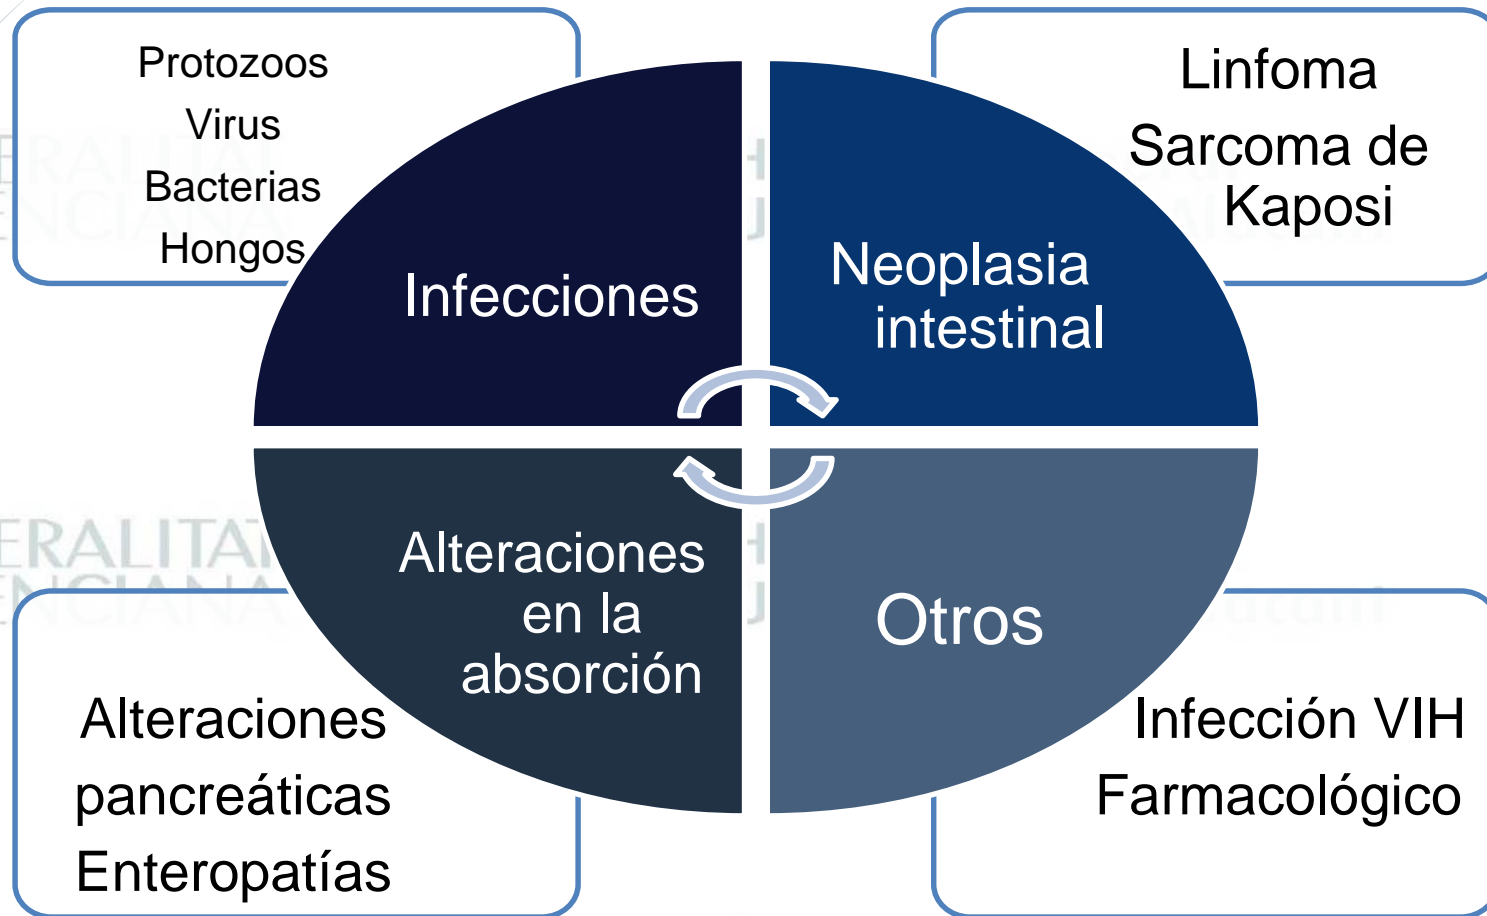 Protozoos
Virus
Bacterias
Hongos
Infecciones
Linfoma
Sarcoma de
Kaposi
Neoplasia
intestinal
Alteraciones
en la
absorción
Alteraciones
pancreáticas
Enteropatías
Otros
Infección VIH
Farmacológico